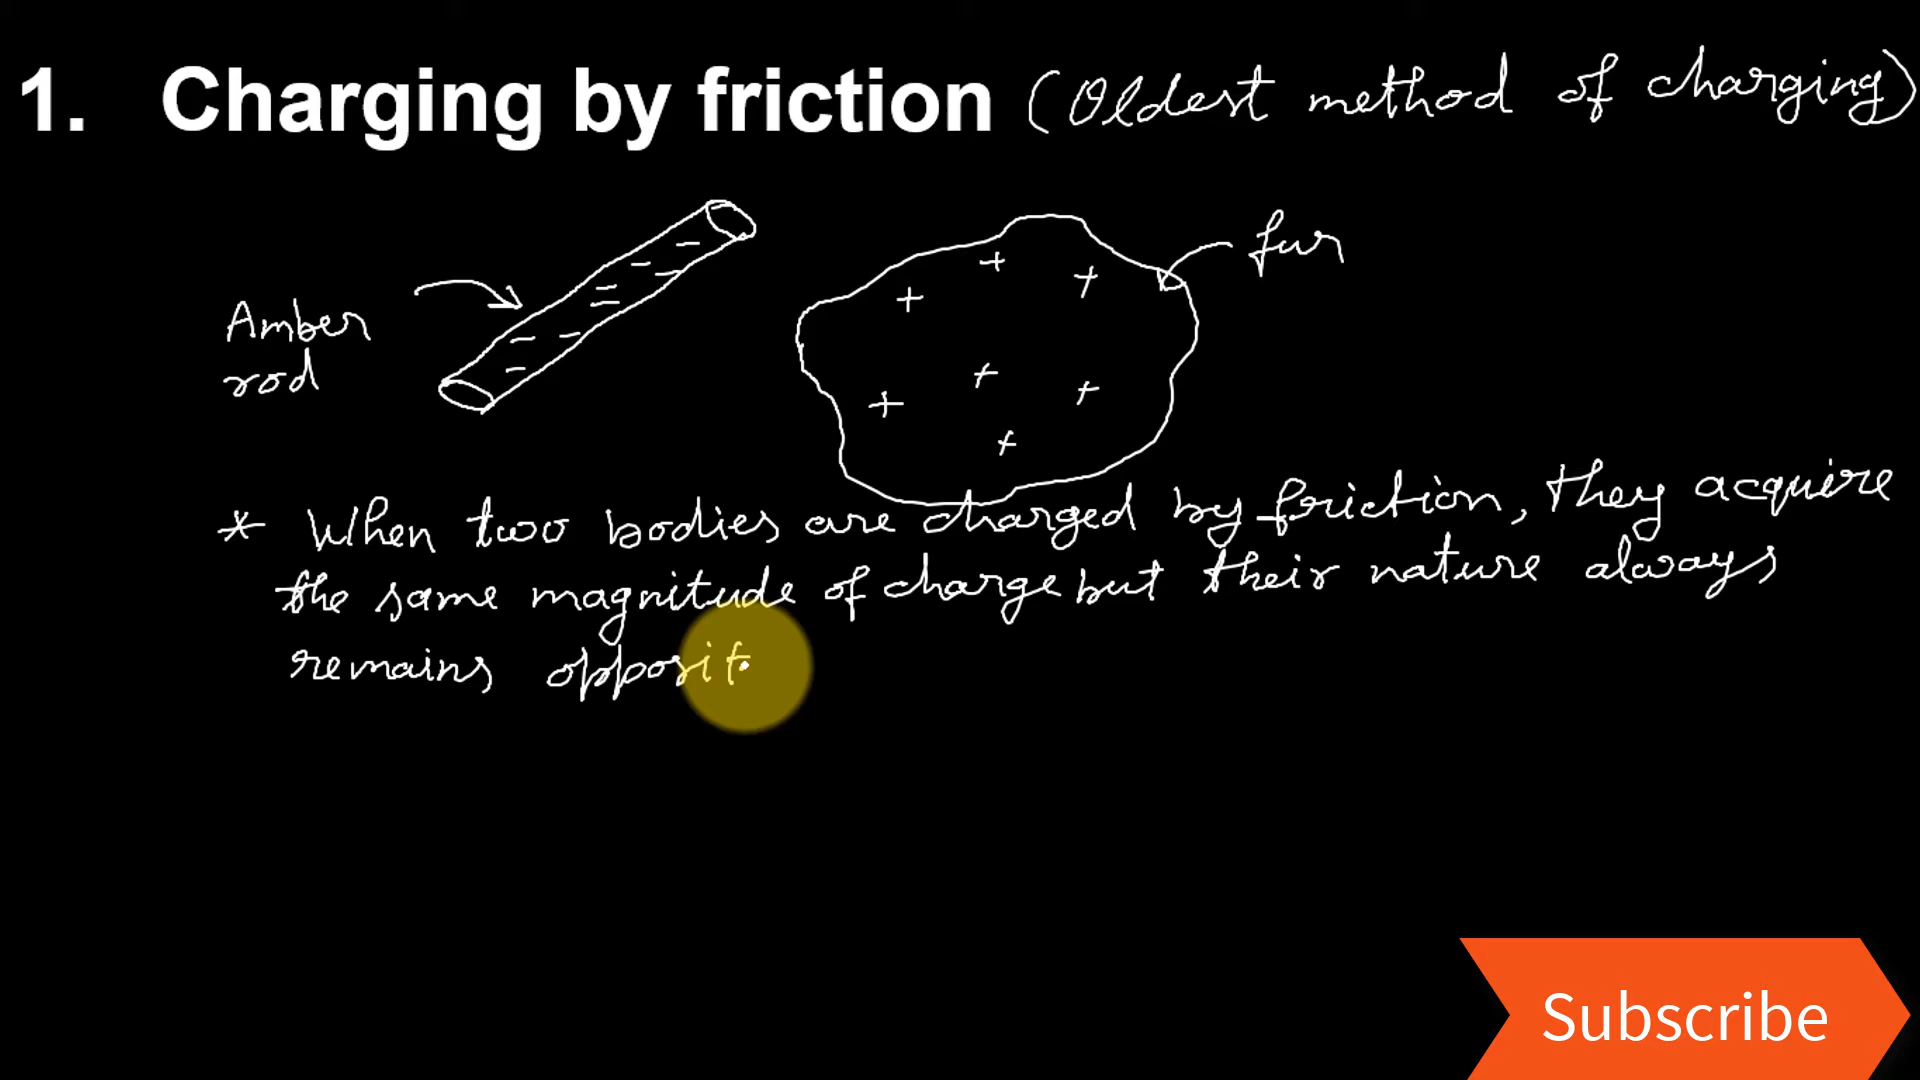 1. Charging by friction (Oldest method of charging)
fur
Amber
rod
* When two bodies are charged by friction, they acquire
the same magnitude of charge but their nature always
remains opposit
Subscribe